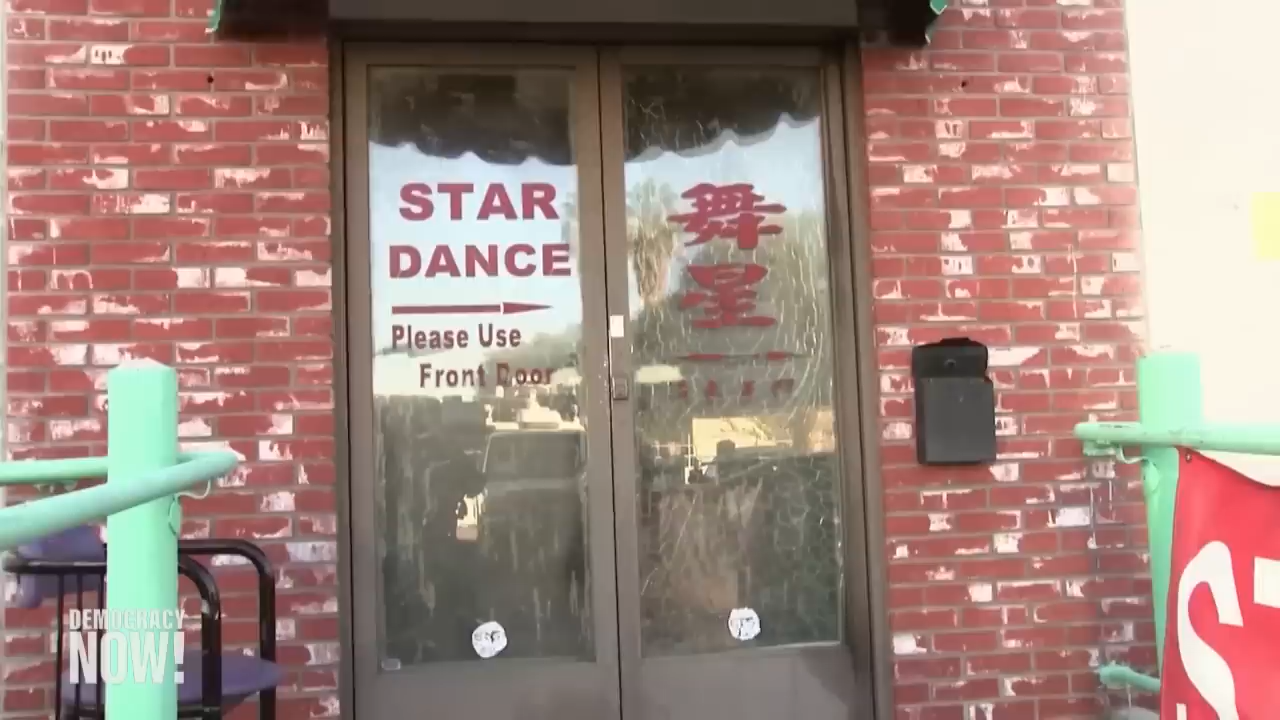 STAR
DANCE
Please Use
Front Door
舞
星
DEMOCRACY
NOW!